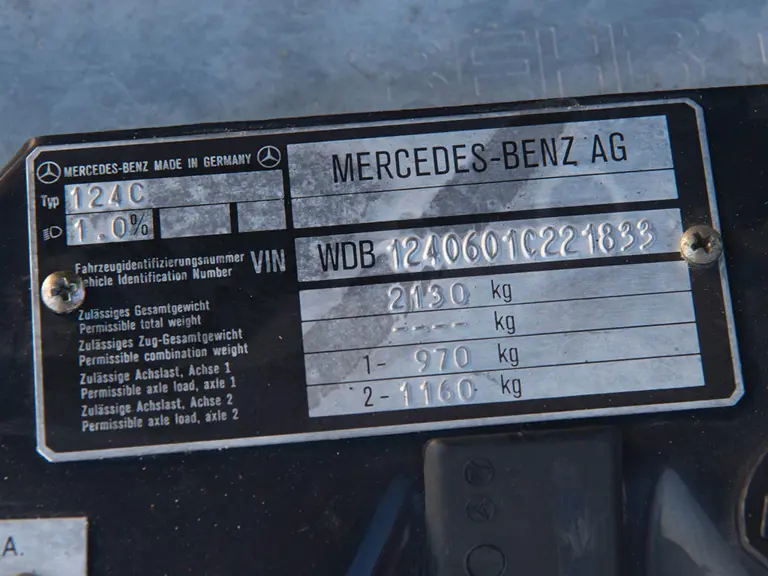 MERCEDES-BENZ MADE IN GERMANY
Typ 124C
1.0%
MERCEDES-BENZ AG
Fahrzeugidentifizierungsnummer
Vehicle Identification Number
VIN
WDB 1240601C221833
Zulässiges Gesamtgewicht
Permissible total weight
2130 kg
Zulässiges Zug-Gesamtgewicht
Permissible combination weight
---- kg
Zulässige Achslast, Achse 1
Permissible axle load, axle 1
1- 970 kg
Zulässige Achslast, Achse 2
Permissible axle load, axle 2
2-1160 kg
A.